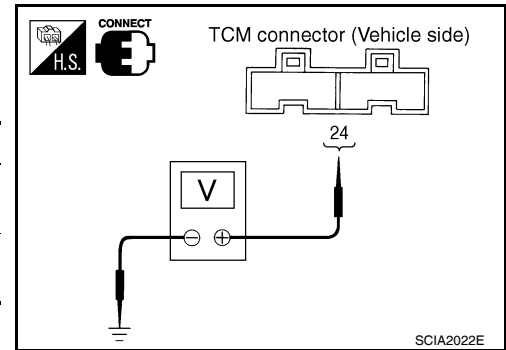 CONNECT
H.S.
TCM connector (Vehicle side)
24
V
SCIA2022E